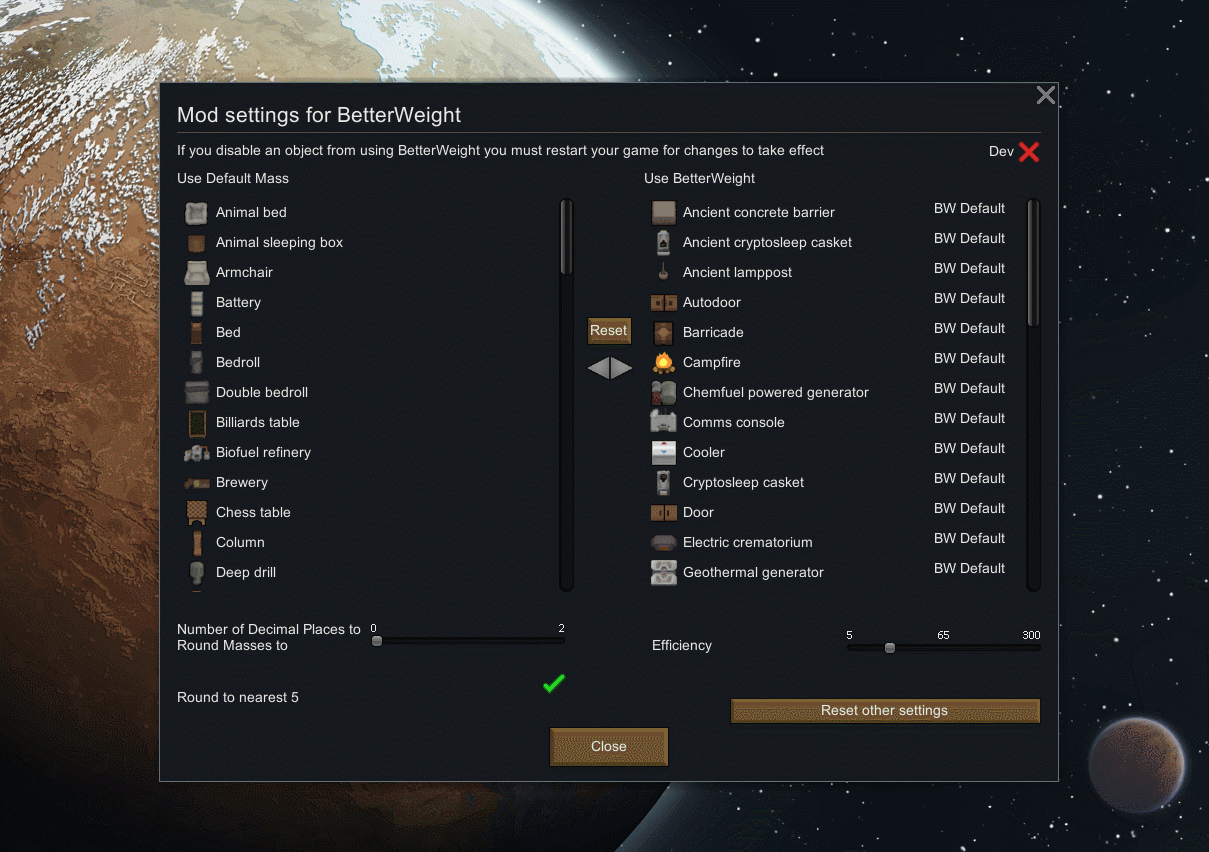 Mod settings for BetterWeight
If you disable an object from using BetterWeight you must restart your game for changes to take effect
Dev
Use Default Mass
Animal bed
Animal sleeping box
Armchair
Battery
Bed
Bedroll
Double bedroll
Billiards table
Biofuel refinery
Brewery
Chess table
Column
Deep drill
Reset
Use BetterWeight
Ancient concrete barrier BW Default
Ancient cryptosleep casket BW Default
Ancient lamppost BW Default
Autodoor BW Default
Barricade BW Default
Campfire BW Default
Chemfuel powered generator BW Default
Comms console BW Default
Cooler BW Default
Cryptosleep casket BW Default
Door BW Default
Electric crematorium BW Default
Geothermal generator BW Default
Number of Decimal Places to
Round Masses to
0 2
Efficiency
5 65 300
Round to nearest 5
Reset other settings
Close